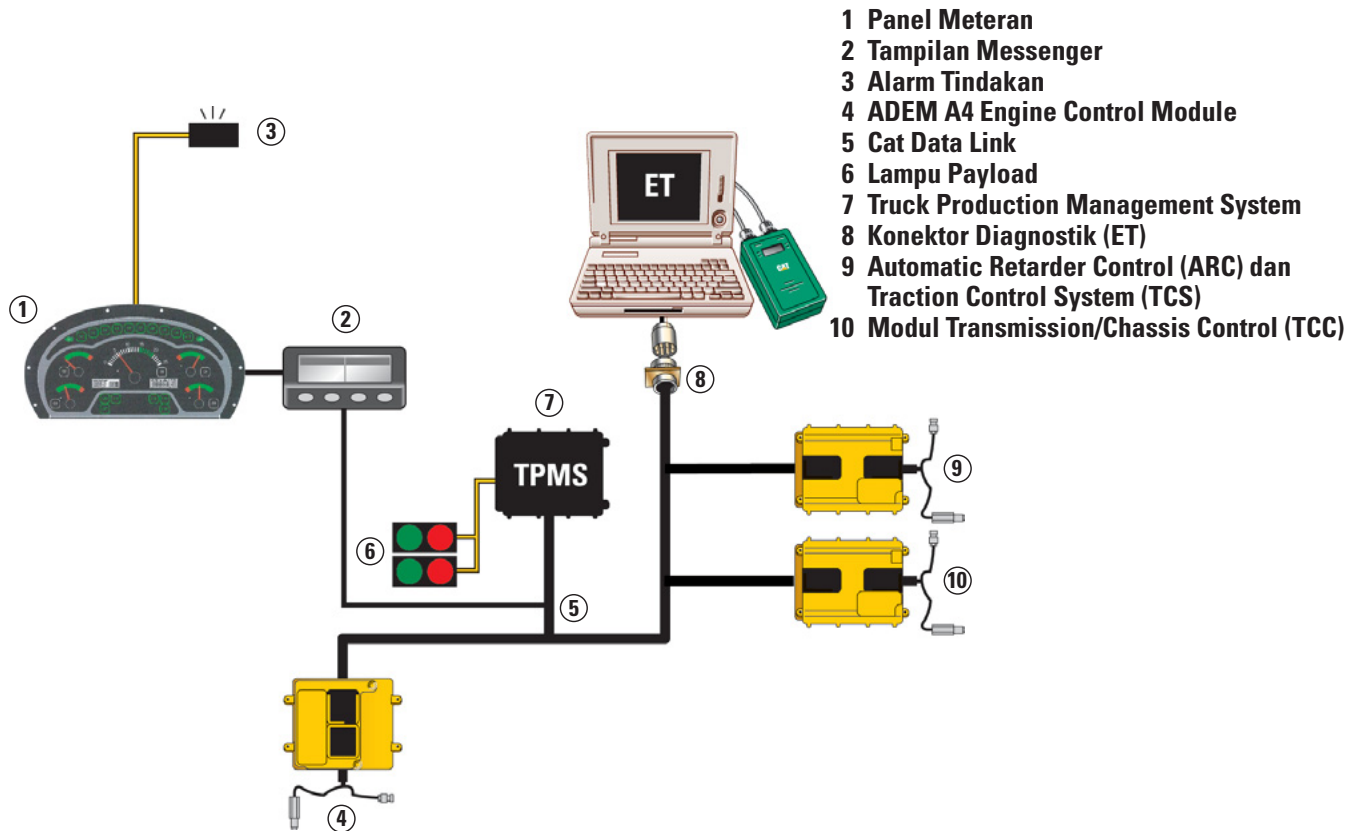 1 Panel Meteran
2 Tampilan Messenger
3 Alarm Tindakan
4 ADEM A4 Engine Control Module
5 Cat Data Link
6 Lampu Payload
7 Truck Production Management System
8 Konektor Diagnostik (ET)
9 Automatic Retarder Control (ARC) dan
Traction Control System (TCS)
10 Modul Transmission/Chassis Control (TCC)
3
ET
CAT
1
2
8
7
TPMS
9
6
10
5
4